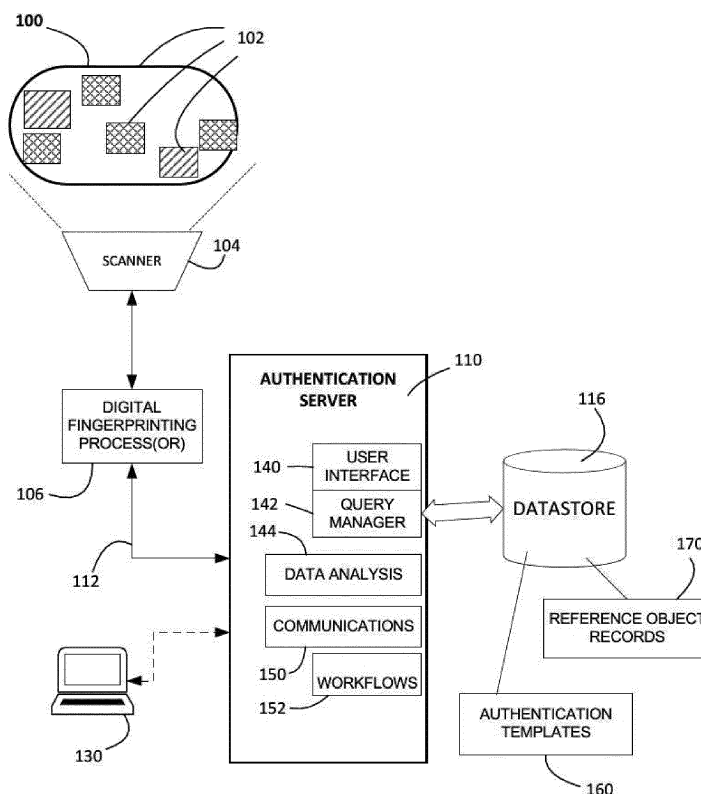 100
102
SCANNER
104
DIGITAL
FINGERPRINTING
PROCESS(OR)
106
112
130
AUTHENTICATION
SERVER
110
USER
INTERFACE
140
QUERY
MANAGER
142
144
DATA ANALYSIS
COMMUNICATIONS
150
WORKFLOWS
152
116
DATASTORE
170
REFERENCE OBJECT
RECORDS
AUTHENTICATION
TEMPLATES
160